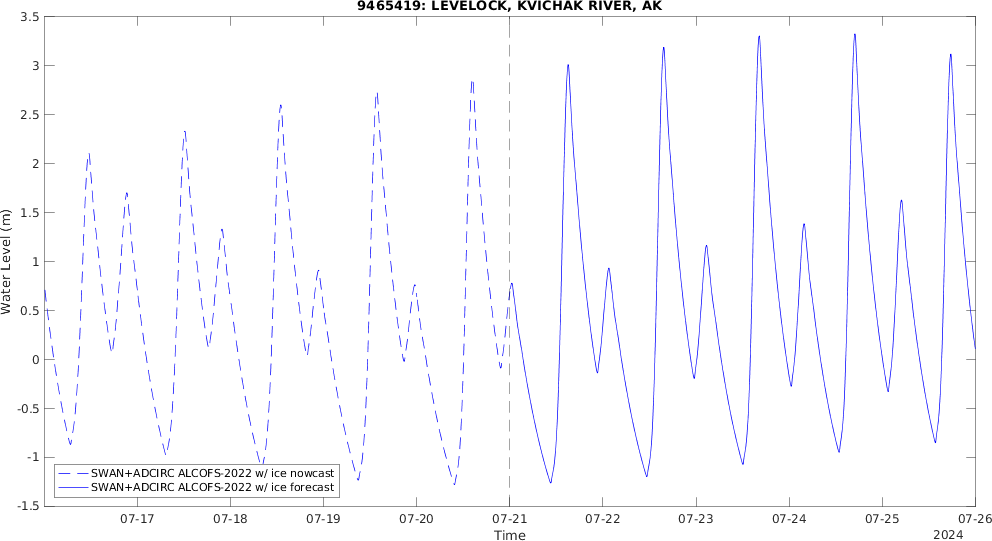 9465419: LEVELOCK, KVICHAK RIVER, AK
3.5
3
2.5
2
1.5
1
0.5
0
-0.5
-1
-1.5
Water Level (m)
SWAN+ADCIRC ALCOFS-2022 w/ ice nowcast
SWAN+ADCIRC ALCOFS-2022 w/ ice forecast
07-17 07-18 07-19 07-20 07-21 07-22 07-23 07-24 07-25 07-26
Time
2024